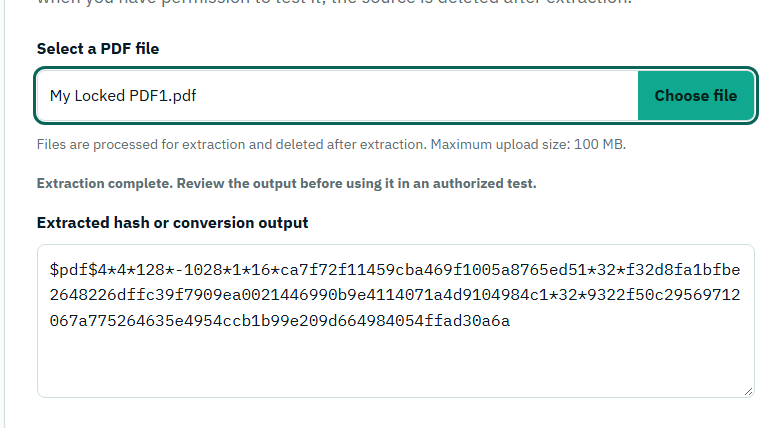 when you have permission to test it, the source is deleted after extraction.
Select a PDF file
My Locked PDF1.pdf
Choose file
Files are processed for extraction and deleted after extraction. Maximum upload size: 100 MB.
Extraction complete. Review the output before using it in an authorized test.
Extracted hash or conversion output
$pdf$4*4*128*-1028*1*16*ca7f72f11459cba469f1005a8765ed51*32*f32d8fa1bfbe
2648226dffc39f7909ea0021446990b9e4114071a4d9104984c1*32*9322f50c29569712
067a775264635e4954ccb1b99e209d664984054ffad30a6a